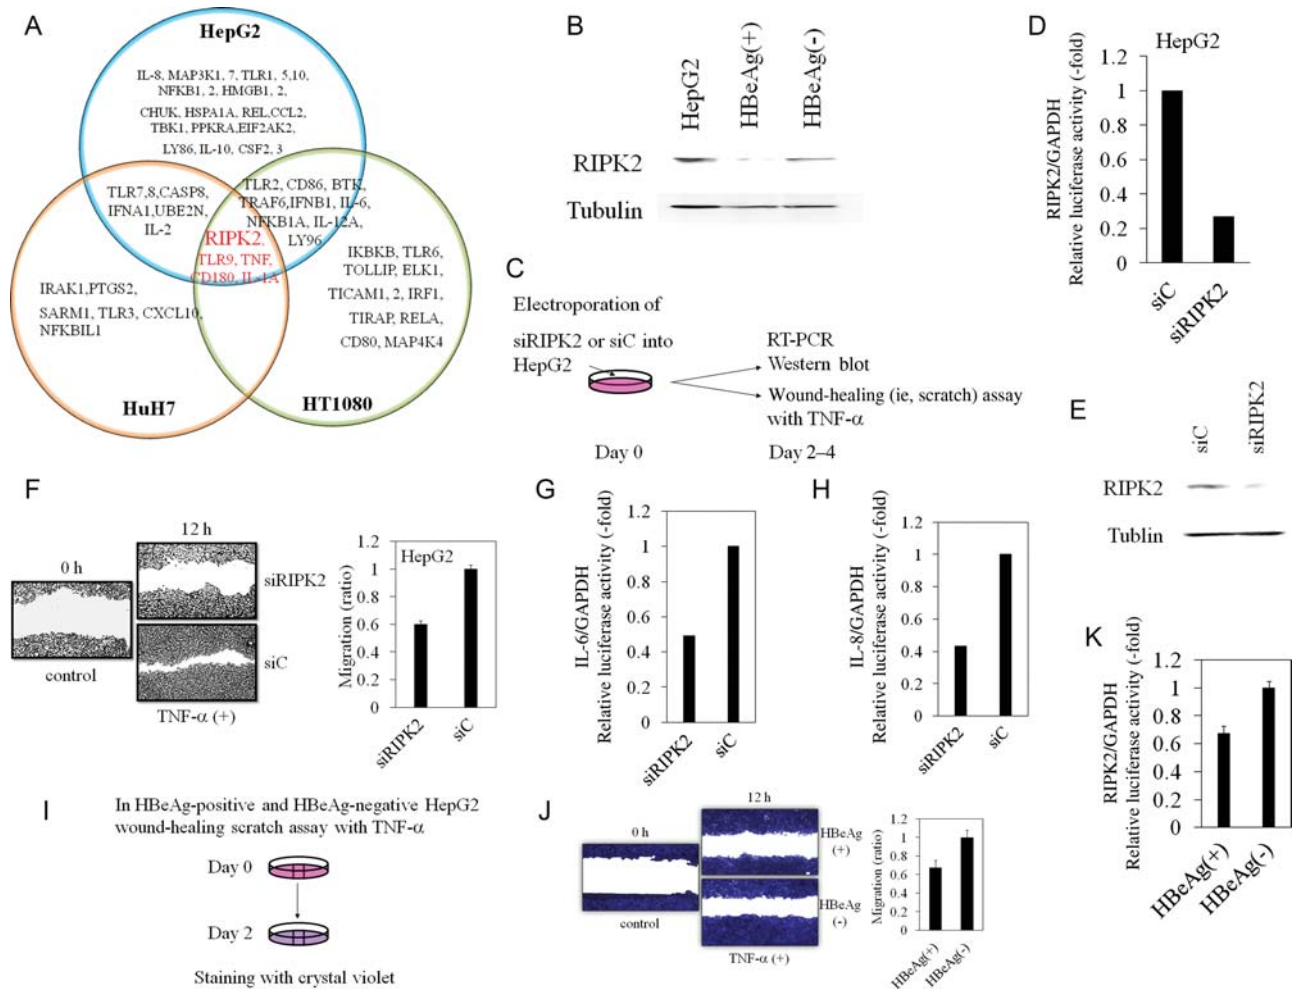 A
HepG2
IL-8, MAP3K1, 7, TLR1, 5,10,
NFKB1, 2, HMGB1, 2,
CHUK, HSPA1A, REL,CCL2,
TBK1, PPKRA,EIF2AK2,
LY86, IL-10, CSF2, 3
TLR7,8,CASP8,
IFNA1,UBE2N,
IL-2
TLR2, CD86, BTK,
TRAF6,IFNB1, IL-6,
NFKB1A, IL-12A,
LY96
RIPK2,
TLR9, TNF,
CD180, IL-1A
IRAK1,PTGS2,
SARM1, TLR3, CXCL10,
NFKBIL1
IKBKB, TLR6,
TOLLIP, ELK1,
TICAM1, 2, IRF1,
TIRAP, RELA,
CD80, MAP4K4
HuH7
HT1080
B
HepG2
HBeAg(+)
HBeAg(-)
RIPK2
Tubulin
C
Electroporation of
siRIPK2 or siC into
HepG2
RT-PCR
Western blot
Wound-healing (ie, scratch) assay
with TNF-α
Day 0
Day 2–4
D
HepG2
RIPK2/GAPDH
Relative luciferase activity (-fold)
1.2
1
0.8
0.6
0.4
0.2
0
siC
siRIPK2
E
siC
siRIPK2
RIPK2
Tublin
F
12 h
0 h
siRIPK2
siC
control
TNF-α (+)
HepG2
Migration (ratio)
1.2
1
0.8
0.6
0.4
0.2
0
siRIPK2
siC
G
IL-6/GAPDH
Relative luciferase activity (-fold)
1.2
1
0.8
0.6
0.4
0.2
0
siRIPK2
siC
H
IL-8/GAPDH
Relative luciferase activity (-fold)
1.2
1
0.8
0.6
0.4
0.2
0
siRIPK2
siC
I
In HBeAg-positive and HBeAg-negative HepG2
wound-healing scratch assay with TNF-α
Day 0
Day 2
Staining with crystal violet
J
12 h
0 h
HBeAg
(+)
HBeAg
(-)
control
TNF-α (+)
Migration (ratio)
1.2
1
0.8
0.6
0.4
0.2
0
HBeAg(+)
HBeAg(-)
K
RIPK2/GAPDH
Relative luciferase activity (-fold)
1.2
1
0.8
0.6
0.4
0.2
0
HBeAg(+)
HBeAg(-)